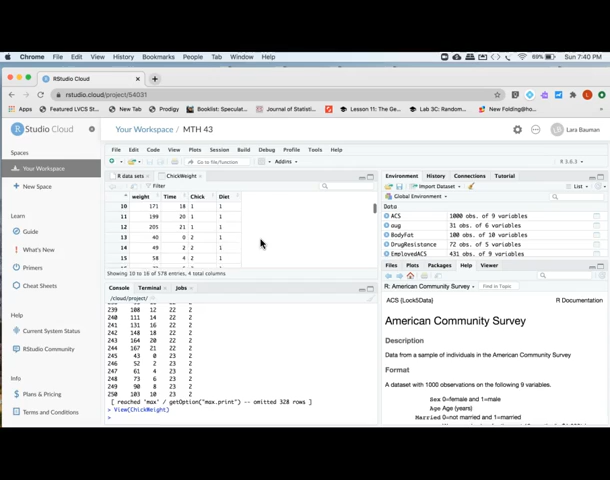 Chrome File Edit View History Bookmarks People Tab Window Help 69% Sun 7:40 PM
RStudio Cloud
rstudio.cloud/project/54031
Apps Featured LVCS St... New Tab Prodigy Booklist: Speculat... Journal of Statistic... Lesson 11: The Ge... Lab 3C: Random... New Folding@ho...
Studio Cloud Your Workspace / MTH 43 Lara Bauman
Spaces
Your Workspace
New Space
Learn
Guide
What's New
Primers
Cheat Sheets
Help
Current System Status
RStudio Community
Info
Plans & Pricing
Terms and Conditions
File Edit Code View Plots Session Build Debug Profile Tools Help
Go to file/function Addins R 3.6.3
R data sets ChickWeight
Filter
weight Time Chick Diet
10 171 18 1 1
11 199 20 1 1
12 205 21 1 1
13 40 0 2 1
14 49 2 2 1
15 58 4 2 1
Showing 10 to 16 of 578 entries, 4 total columns
Console Terminal Jobs
/cloud/project/
239 108 12 22 2
240 111 14 22 2
241 131 16 22 2
242 148 18 22 2
243 164 20 22 2
244 167 21 22 2
245 43 0 23 2
246 52 2 23 2
247 61 4 23 2
248 73 6 23 2
249 90 8 23 2
250 103 10 23 2
[ reached 'max' / getOption("max.print") -- omitted 328 rows ]
> View(ChickWeight)
>
Environment History Connections Tutorial
Import Dataset List
Global Environment
Data
ACS 1000 obs. of 9 variables
aug 31 obs. of 6 variables
BodyFat 100 obs. of 10 variables
DrugResistance 72 obs. of 5 variables
EmployedACS 431 obs. of 9 variables
Files Plots Packages Help Viewer
R: American Community Survey Find in Topic
ACS {Lock5Data} R Documentation
American Community Survey
Description
Data from a sample of individuals in the American Community Survey
Format
A dataset with 1000 observations on the following 9 variables.
Sex 0=female and 1=male
Age Age (years)
Married 0=not married and 1=married